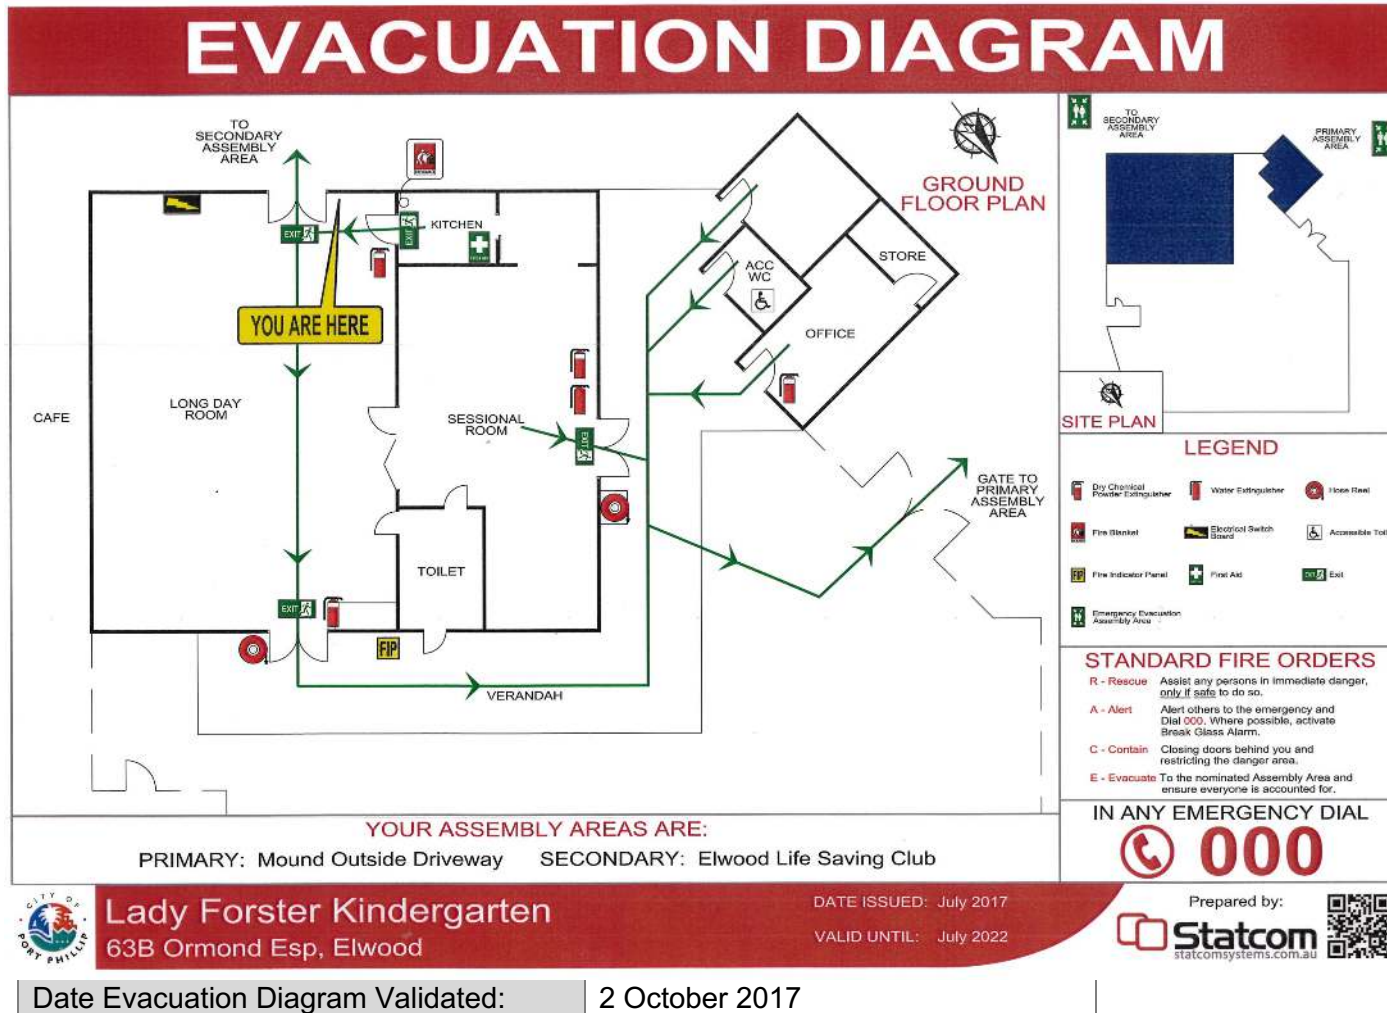 EVACUATION DIAGRAM
TO
SECONDARY
ASSEMBLY
AREA
KITCHEN
EXIT
EXIT
YOU ARE HERE
CAFE
LONG DAY
ROOM
SESSIONAL
ROOM
EXIT
TOILET
EXIT
FIP
VERANDAH
ACC
WC
STORE
OFFICE
GROUND
FLOOR PLAN
GATE TO
PRIMARY
ASSEMBLY
AREA
TO
SECONDARY
ASSEMBLY
AREA
PRIMARY
ASSEMBLY
AREA
SITE PLAN
LEGEND
Dry Chemical
Powder Extinguisher
Water Extinguisher
Hose Reel
Fire Blanket
Electrical Switch
Board
Accessible Toil
FIP
Fire Indicator Panel
First Aid
EXIT
Exit
Emergency Evacuation
Assembly Area
STANDARD FIRE ORDERS
R - Rescue Assist any persons in immediate danger,
only if safe to do so.
A - Alert Alert others to the emergency and
Dial 000. Where possible, activate
Break Glass Alarm.
C - Contain Closing doors behind you and
restricting the danger area.
E - Evacuate To the nominated Assembly Area and
ensure everyone is accounted for.
YOUR ASSEMBLY AREAS ARE:
PRIMARY: Mound Outside Driveway SECONDARY: Elwood Life Saving Club
IN ANY EMERGENCY DIAL
000
CITY OF
PORT PHILLIP
Lady Forster Kindergarten
63B Ormond Esp, Elwood
DATE ISSUED: July 2017
VALID UNTIL: July 2022
Prepared by:
Statcom
statcomsystems.com.au
Date Evacuation Diagram Validated: 2 October 2017